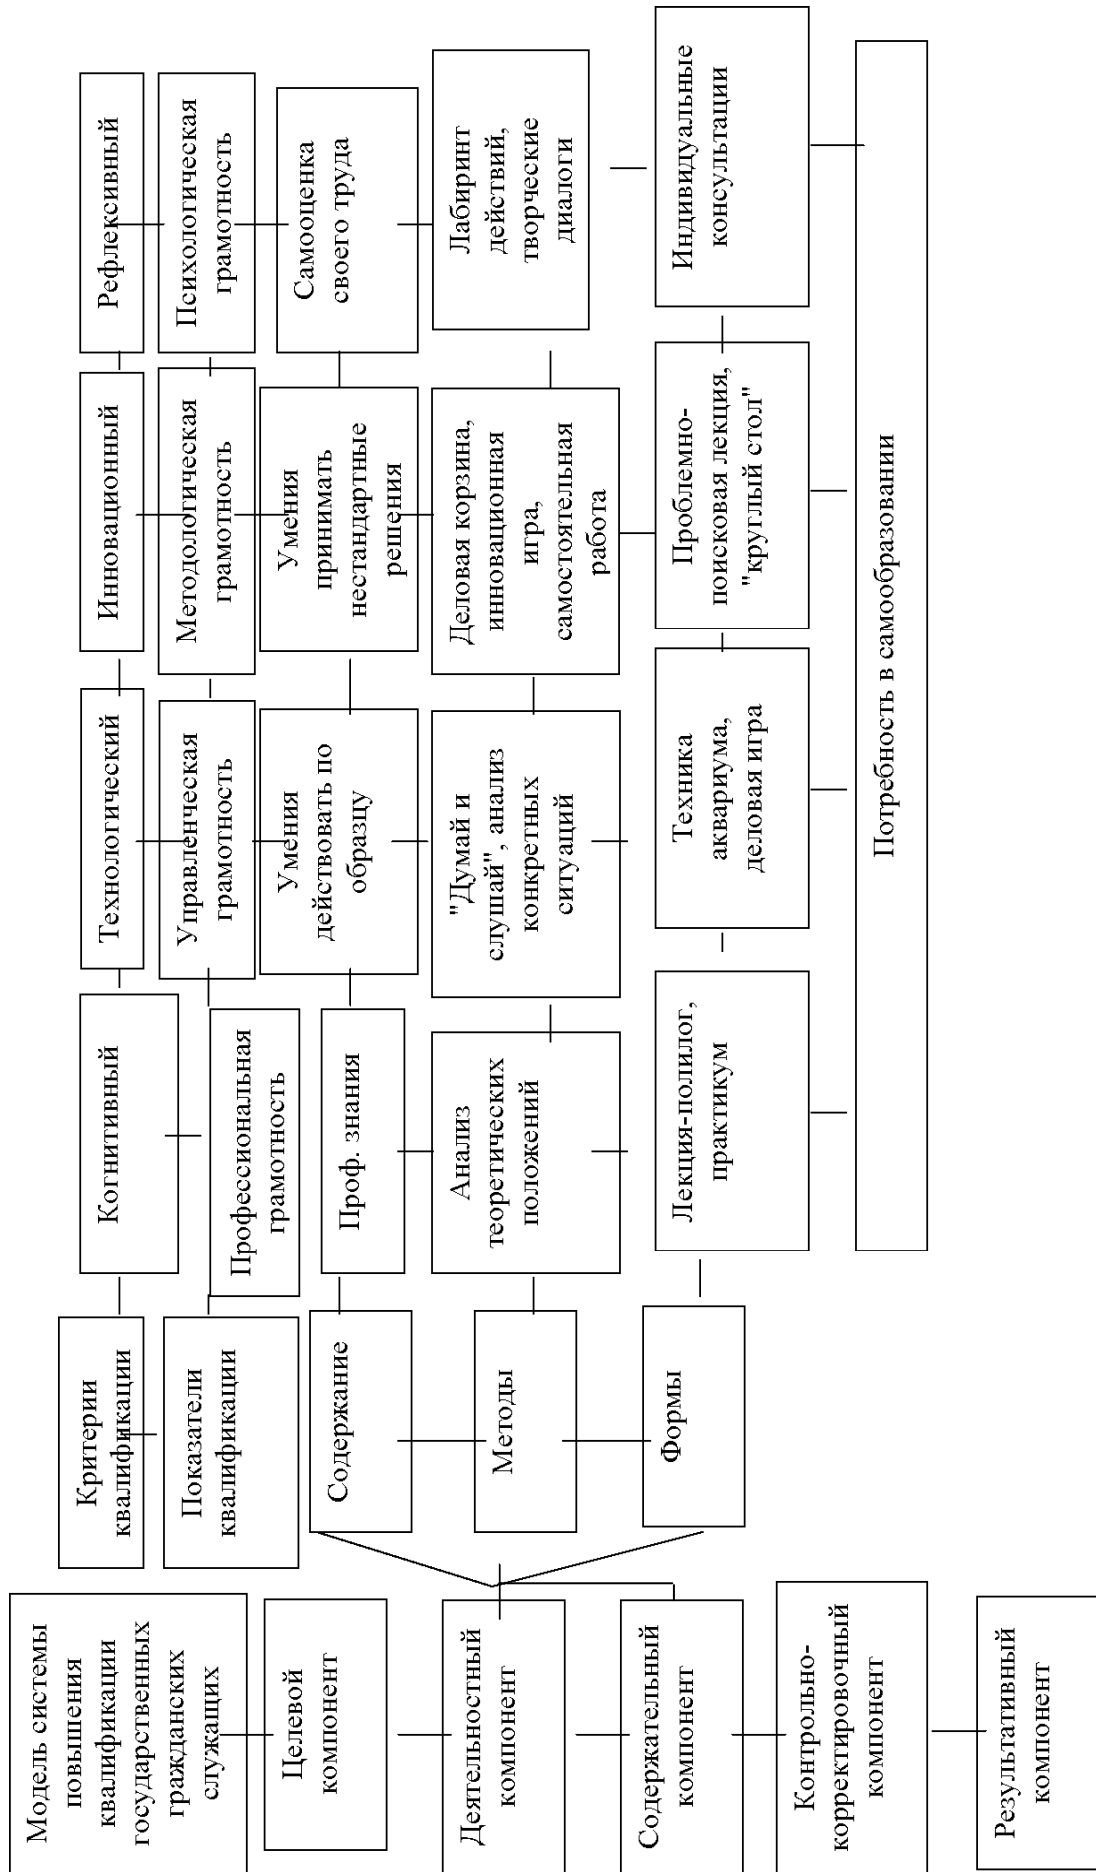 Модель системы
повышения
квалификации
государственных
гражданских
служащих
Целевой
компонент
Деятельностный
компонент
Содержательный
компонент
Контрольно-
корректировочный
компонент
Результативный
компонент
Критерии
квалификации
Показатели
квалификации
Содержание
Методы
Формы
Когнитивный
Профессиональная
грамотность
Проф. знания
Анализ
теоретических
положений
Лекция-полилог,
практикум
Технологический
Управленческая
грамотность
Умения
действовать по
образцу
"Думай и
слушай", анализ
конкретных
ситуаций
Техника
аквариума,
деловая игра
Инновационный
Методологическая
грамотность
Умения
принимать
нестандартные
решения
Деловая корзина,
инновационная
игра,
самостоятельная
работа
Проблемно-
поисковая лекция,
"круглый стол"
Рефлексивный
Психологическая
грамотность
Самооценка
своего труда
Лабиринт
действий,
творческие
диалоги
Индивидуальные
консультации
Потребность в самообразовании